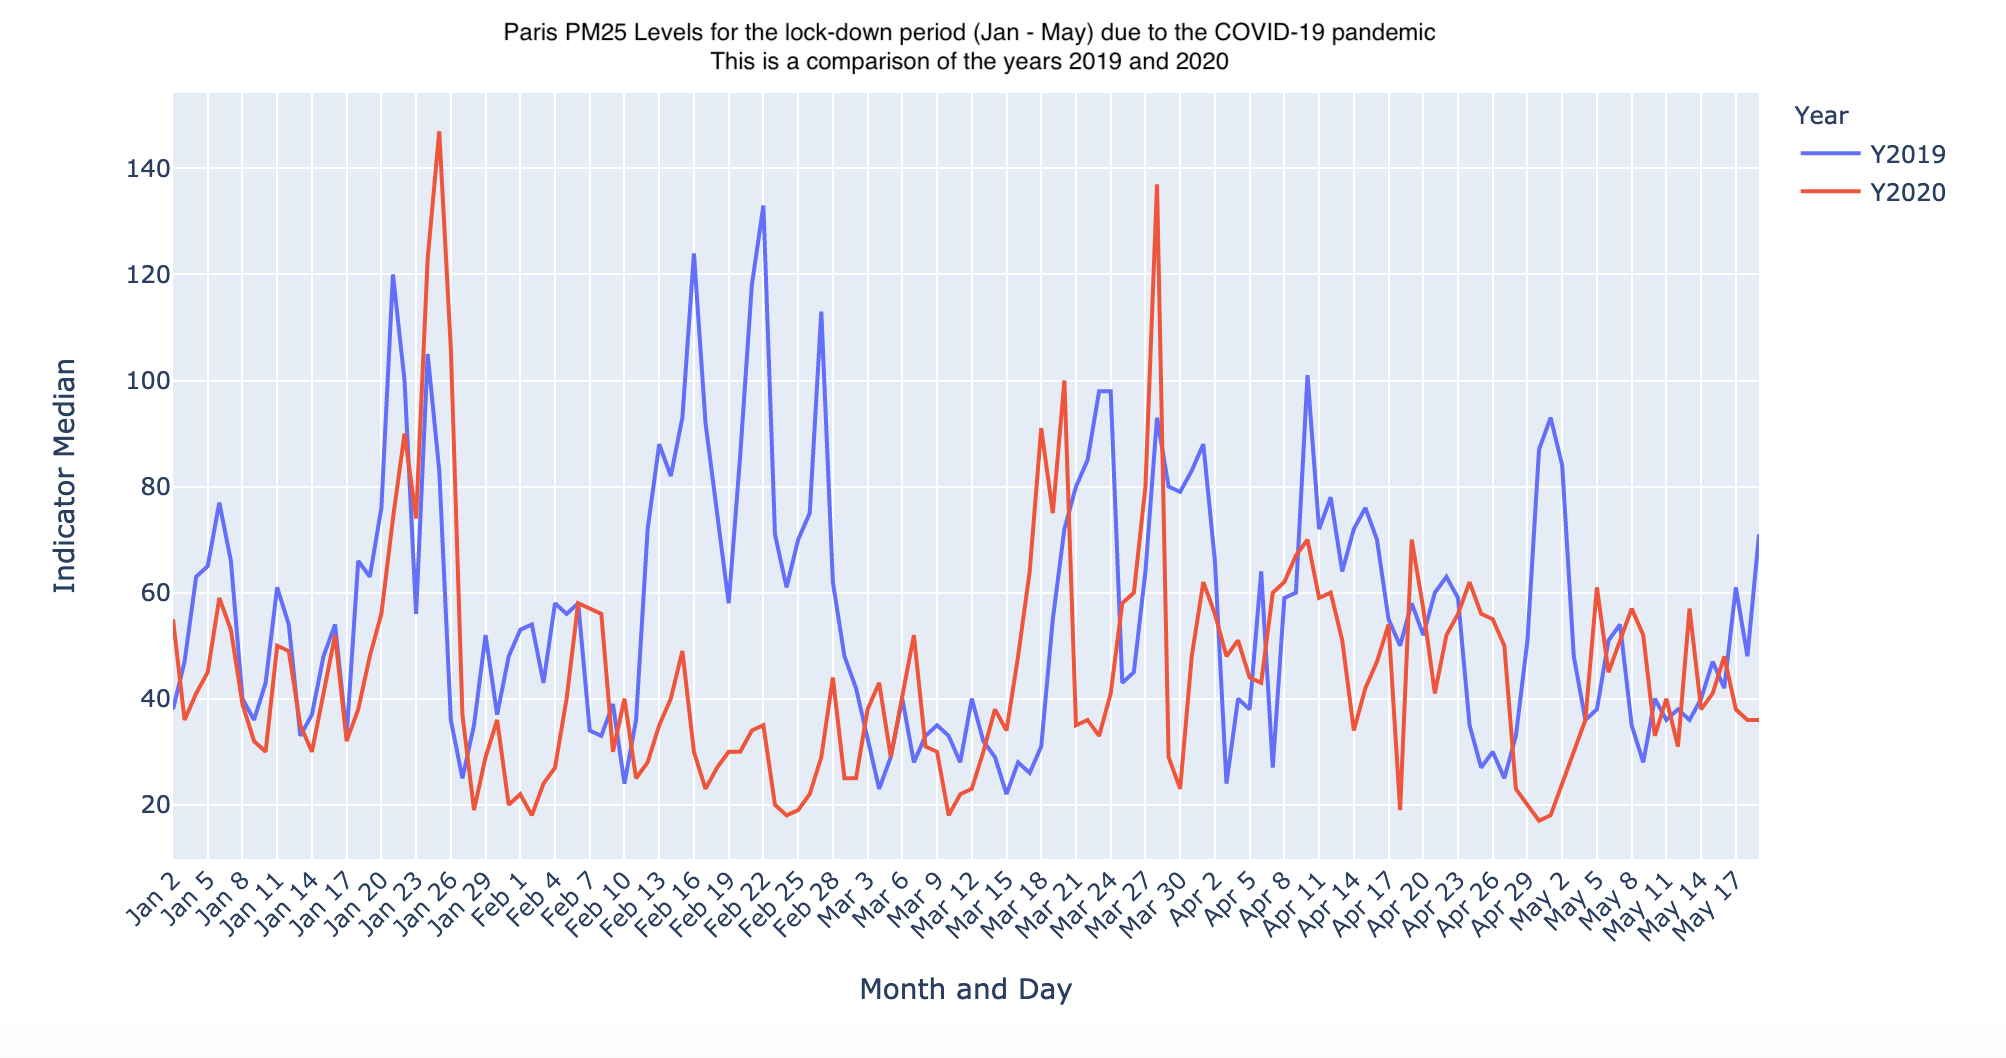 Paris PM25 Levels for the lock-down period (Jan - May) due to the COVID-19 pandemic
This is a comparison of the years 2019 and 2020
Year
Y2019
Y2020
Indicator Median
140
120
100
80
60
40
20
Jan 2
Jan 5
Jan 8
Jan 11
Jan 14
Jan 17
Jan 20
Jan 23
Jan 26
Jan 29
Feb 1
Feb 4
Feb 7
Feb 10
Feb 13
Feb 16
Feb 19
Feb 22
Feb 25
Feb 28
Mar 3
Mar 6
Mar 9
Mar 12
Mar 15
Mar 18
Mar 21
Mar 24
Mar 27
Mar 30
Apr 2
Apr 5
Apr 8
Apr 11
Apr 14
Apr 17
Apr 20
Apr 23
Apr 26
Apr 29
May 2
May 5
May 8
May 11
May 14
May 17
Month and Day